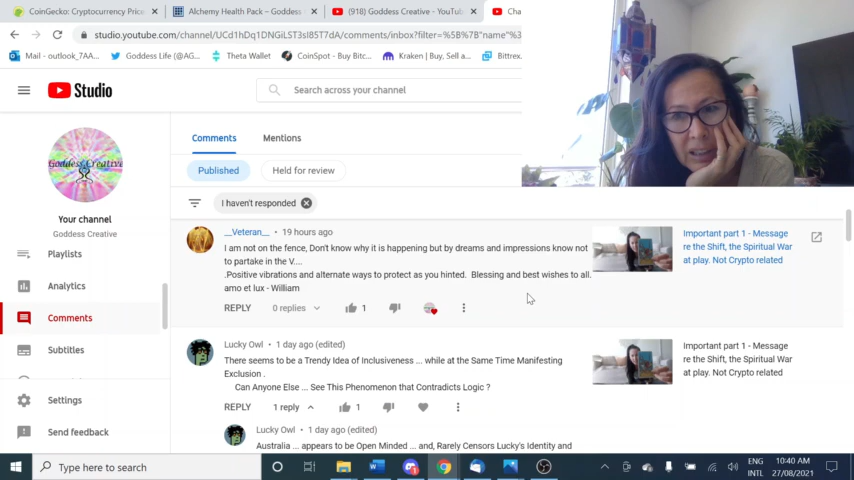 CoinGecko: Cryptocurrency Price
Alchemy Health Pack – Goddess
(918) Goddess Creative - YouTube
Cha
studio.youtube.com/channel/UCd1hDq1DNGiLST3sI85T7dA/comments/inbox?filter=%5B%7B"name"%3
Mail - outlook_7AA...
Goddess Life (@AG...
Theta Wallet
CoinSpot - Buy Bitc...
Kraken | Buy, Sell a...
Bittrex.
Studio
Search across your channel
Goddess Creative
Your channel
Goddess Creative
Playlists
Analytics
Comments
Subtitles
Settings
Send feedback
Comments
Mentions
Published
Held for review
I haven't responded
__Veteran__ • 19 hours ago
I am not on the fence, Don't know why it is happening but by dreams and impressions know not
to partake in the V....
.Positive vibrations and alternate ways to protect as you hinted. Blessing and best wishes to all.
amo et lux - William
REPLY
0 replies
1
Important part 1 - Message
re the Shift, the Spiritual War
at play. Not Crypto related
Lucky Owl • 1 day ago (edited)
There seems to be a Trendy Idea of Inclusiveness ... while at the Same Time Manifesting
Exclusion .
Can Anyone Else ... See This Phenomenon that Contradicts Logic ?
REPLY
1 reply
1
Important part 1 - Message
re the Shift, the Spiritual War
at play. Not Crypto related
Lucky Owl • 1 day ago (edited)
Australia ... appears to be Open Minded ... and, Rarely Censors Lucky's Identity and
Type here to search
ENG
INTL
10:40 AM
27/08/2021